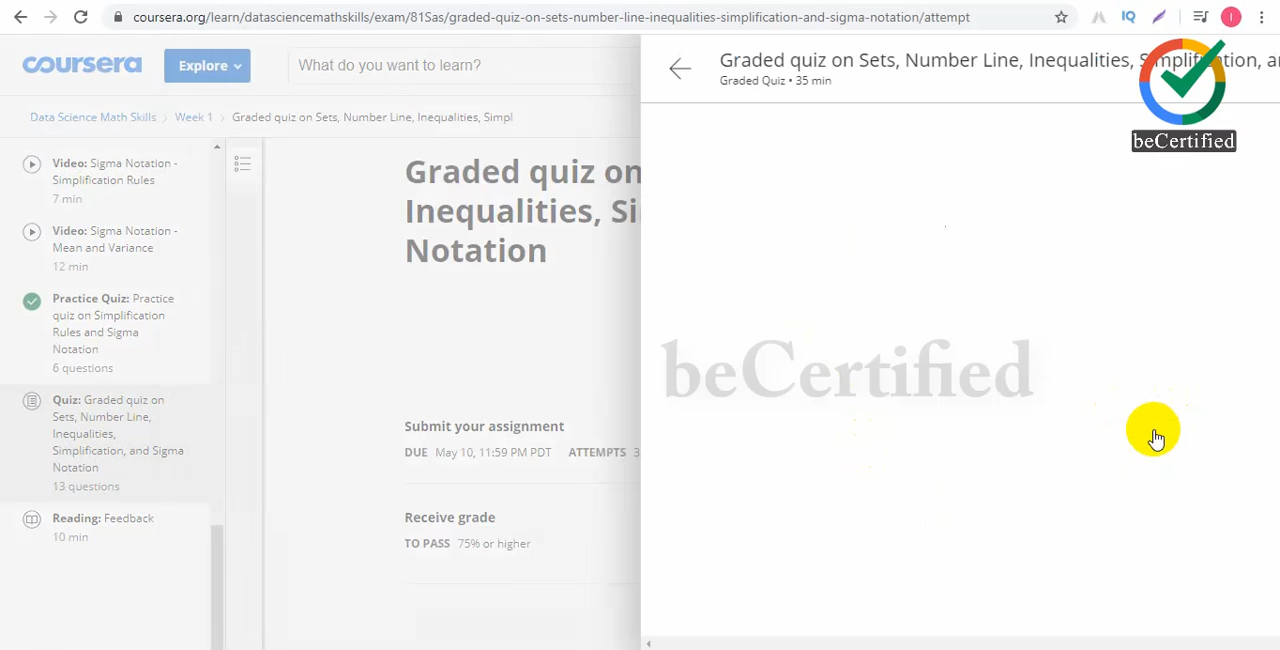 coursera.org/learn/datasciencemathskills/exam/81Sas/graded-quiz-on-sets-number-line-inequalities-simplification-and-sigma-notation/attempt
IQ
I
coursera
Explore
What do you want to learn?
Graded quiz on Sets, Number Line, Inequalities, Simplification, an
Graded Quiz • 35 min
beCertified
Data Science Math Skills
Week 1
Graded quiz on Sets, Number Line, Inequalities, Simpl
Video: Sigma Notation -
Simplification Rules
7 min
Video: Sigma Notation -
Mean and Variance
12 min
Practice Quiz: Practice
quiz on Simplification
Rules and Sigma
Notation
6 questions
Quiz: Graded quiz on
Sets, Number Line,
Inequalities,
Simplification, and Sigma
Notation
13 questions
Reading: Feedback
10 min
Graded quiz on
Inequalities, Si
Notation
Submit your assignment
DUE May 10, 11:59 PM PDT ATTEMPTS 3
Receive grade
TO PASS 75% or higher
beCertified